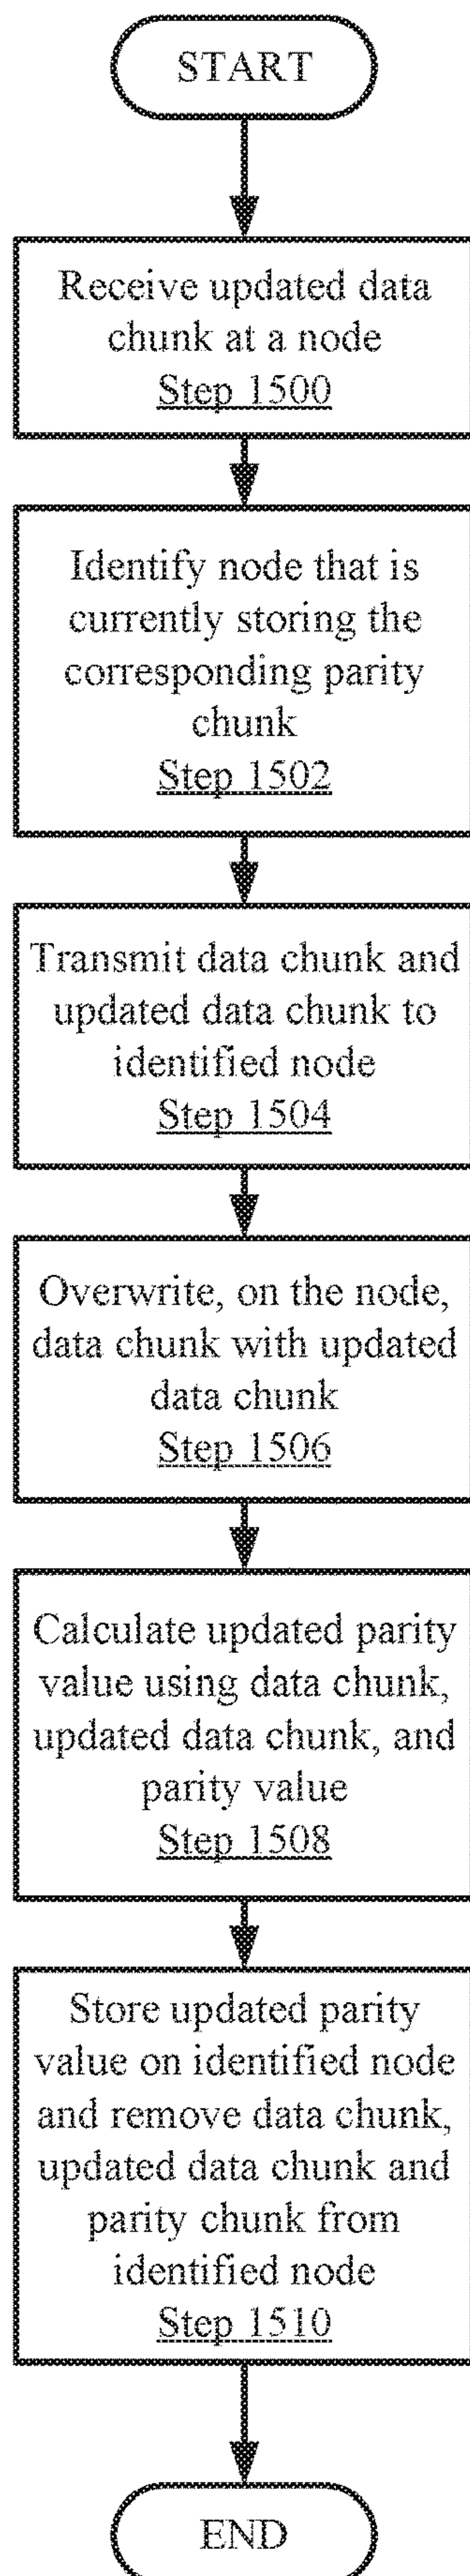 START
Receive updated data
chunk at a node
Step 1500
Identify node that is
currently storing the
corresponding parity
chunk
Step 1502
Transmit data chunk and
updated data chunk to
identified node
Step 1504
Overwrite, on the node,
data chunk with updated
data chunk
Step 1506
Calculate updated parity
value using data chunk,
updated data chunk, and
parity value
Step 1508
Store updated parity
value on identified node
and remove data chunk,
updated data chunk and
parity chunk from
identified node
Step 1510
END